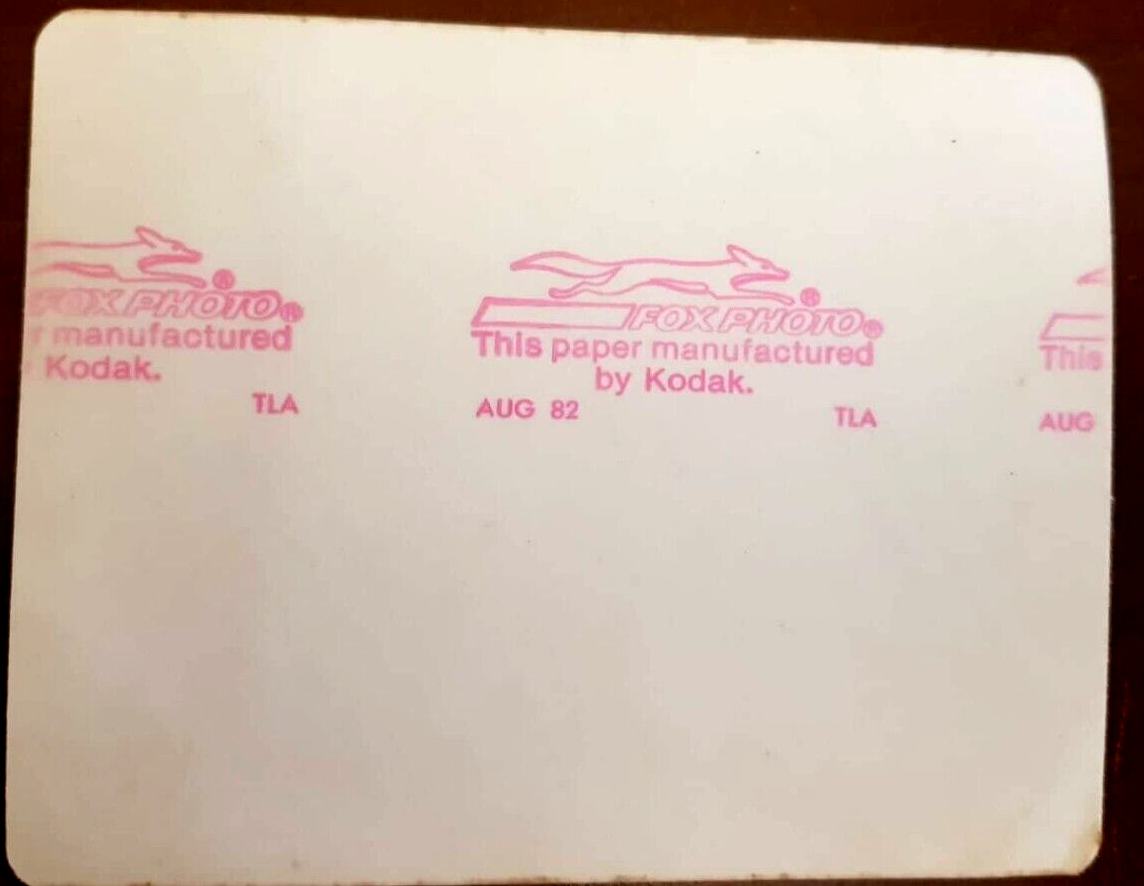 FOX PHOTO®
r manufactured
Kodak.
TLA
®
FOX PHOTO®
This paper manufactured
by Kodak.
AUG 82 TLA
This
AUG